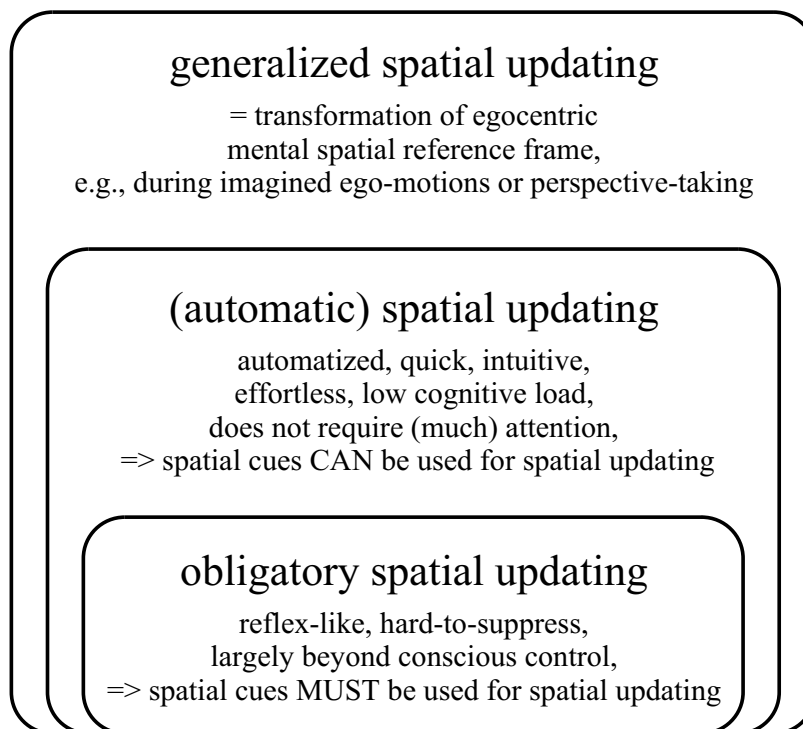 generalized spatial updating
= transformation of egocentric
mental spatial reference frame,
e.g., during imagined ego-motions or perspective-taking
(automatic) spatial updating
automatized, quick, intuitive,
effortless, low cognitive load,
does not require (much) attention,
=> spatial cues CAN be used for spatial updating
obligatory spatial updating
reflex-like, hard-to-suppress,
largely beyond conscious control,
=> spatial cues MUST be used for spatial updating